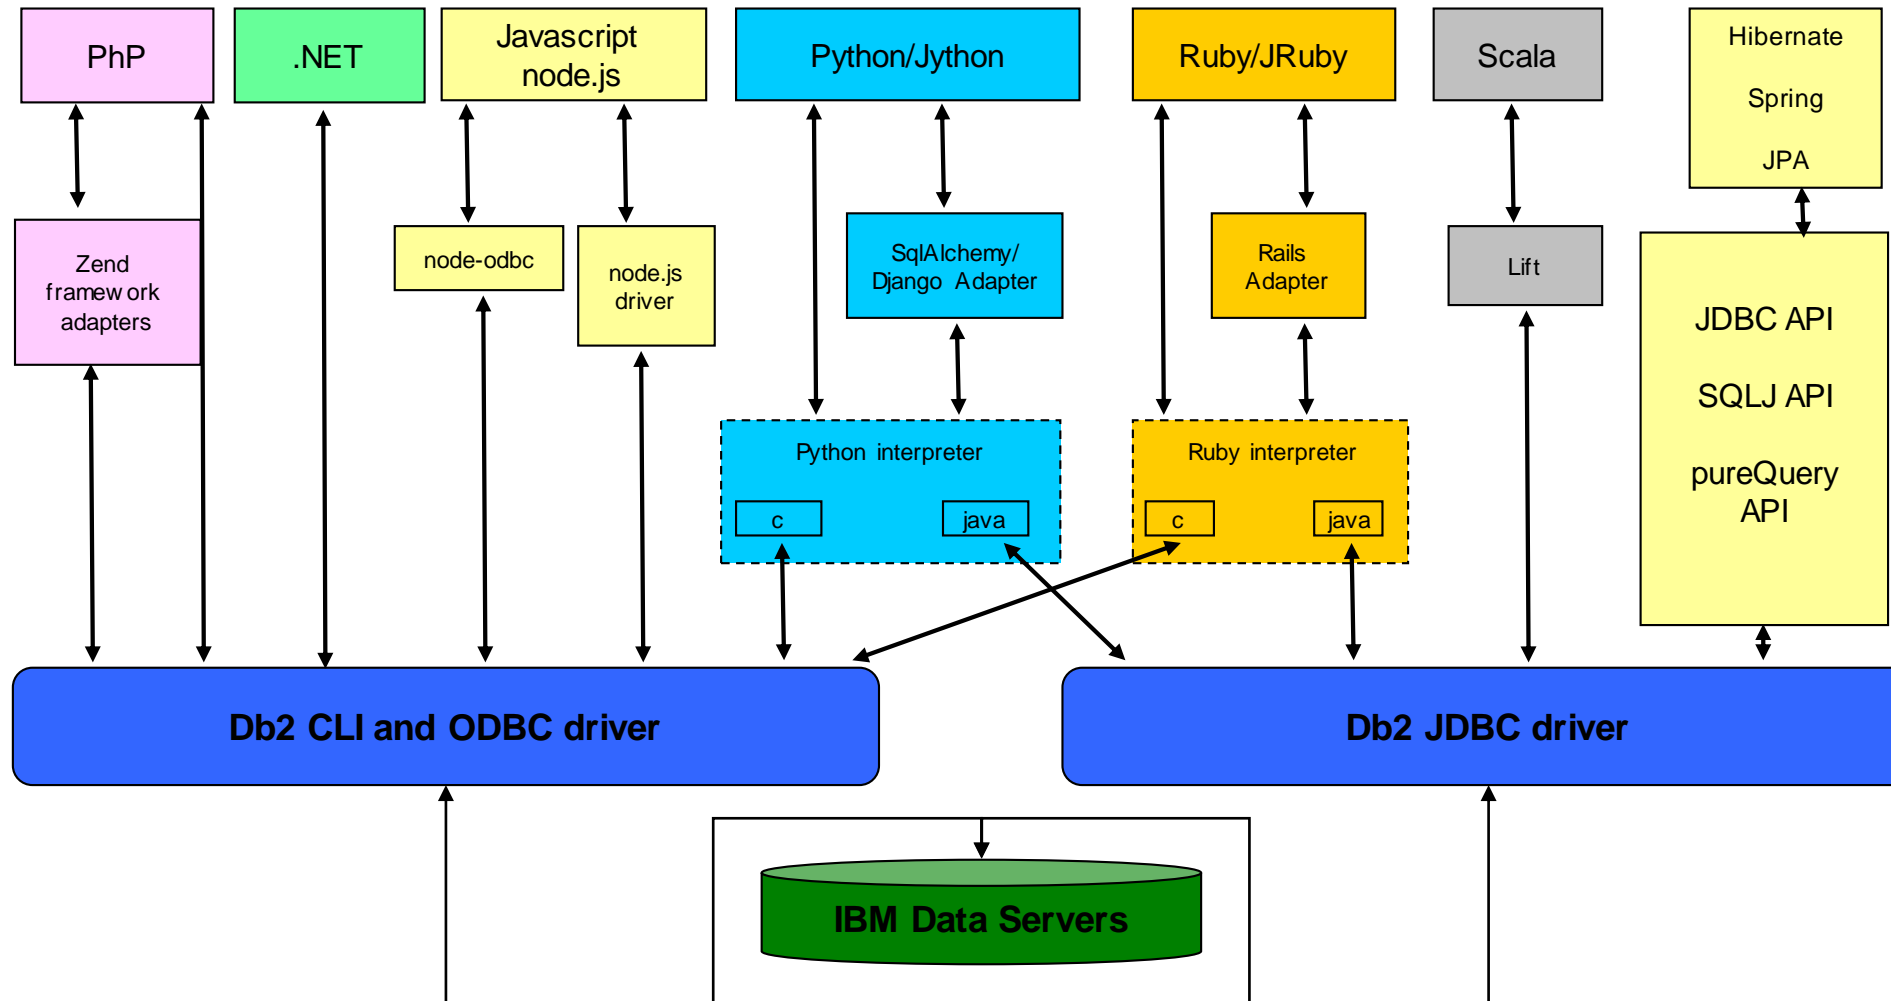 PhP
.NET
Javascript
node.js
Python/Jython
Ruby/JRuby
Scala
Hibernate
Spring
JPA
Zend
framework
adapters
node-odbc
node.js
driver
SqlAlchemy/
Django Adapter
Rails
Adapter
Lift
JDBC API
SQLJ API
pureQuery
API
Python interpreter
c
java
Ruby interpreter
c
java
Db2 CLI and ODBC driver
Db2 JDBC driver
IBM Data Servers